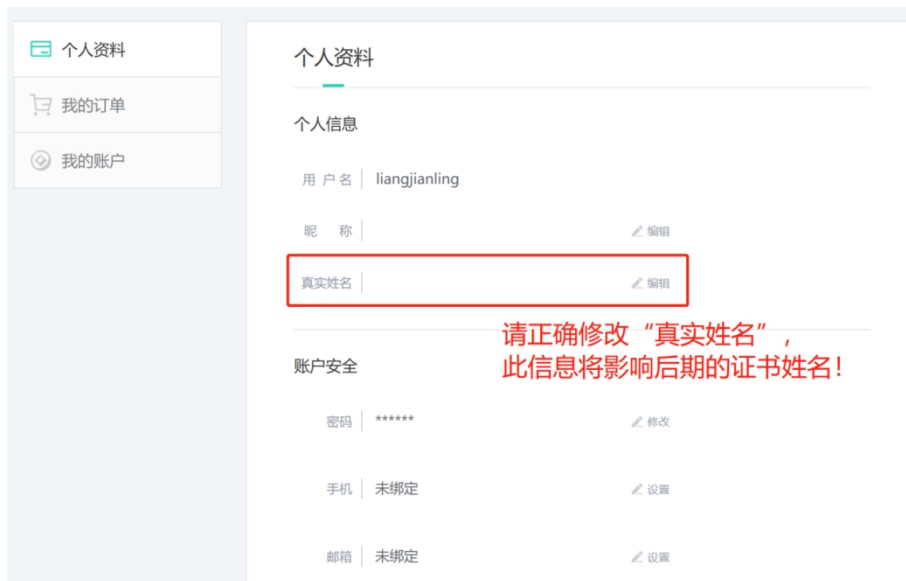 个人资料
我的订单
我的账户
个人资料
个人信息
用户名 liangjianling
昵 称 编辑
真实姓名 编辑
请正确修改“真实姓名”，
此信息将影响后期的证书姓名！
账户安全
密码 ****** 修改
手机 未绑定 设置
邮箱 未绑定 设置